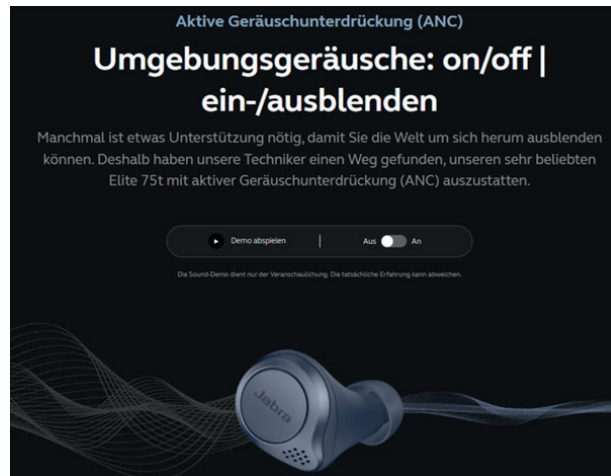 Aktive Geräuschunterdrückung (ANC)
Umgebungsgeräusche: on/off |
ein-/ausblenden
Manchmal ist etwas Unterstützung nötig, damit Sie die Welt um sich herum ausblenden
können. Deshalb haben unsere Techniker einen Weg gefunden, unseren sehr beliebten
Elite 75t mit aktiver Geräuschunterdrückung (ANC) auszustatten.
Demo abspielen | Aus An
Die Sound-Demo dient nur der Veranschaulichung. Die tatsächliche Erfahrung kann abweichen.
Jabra